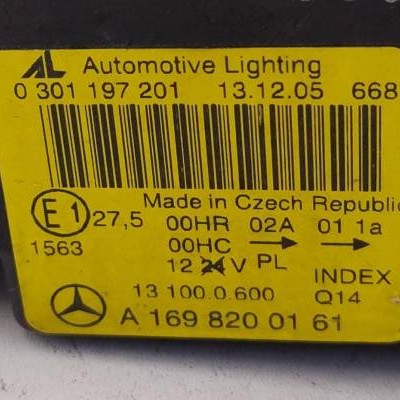 AL Automotive Lighting
0 301 197 201 13.12.05 668
Made in Czech Republic
E1 27,5 00HR 02A 01 1a
1563 00HC → →
12 24 V PL
INDEX
13 100.0.600 Q14
A 169 820 01 61